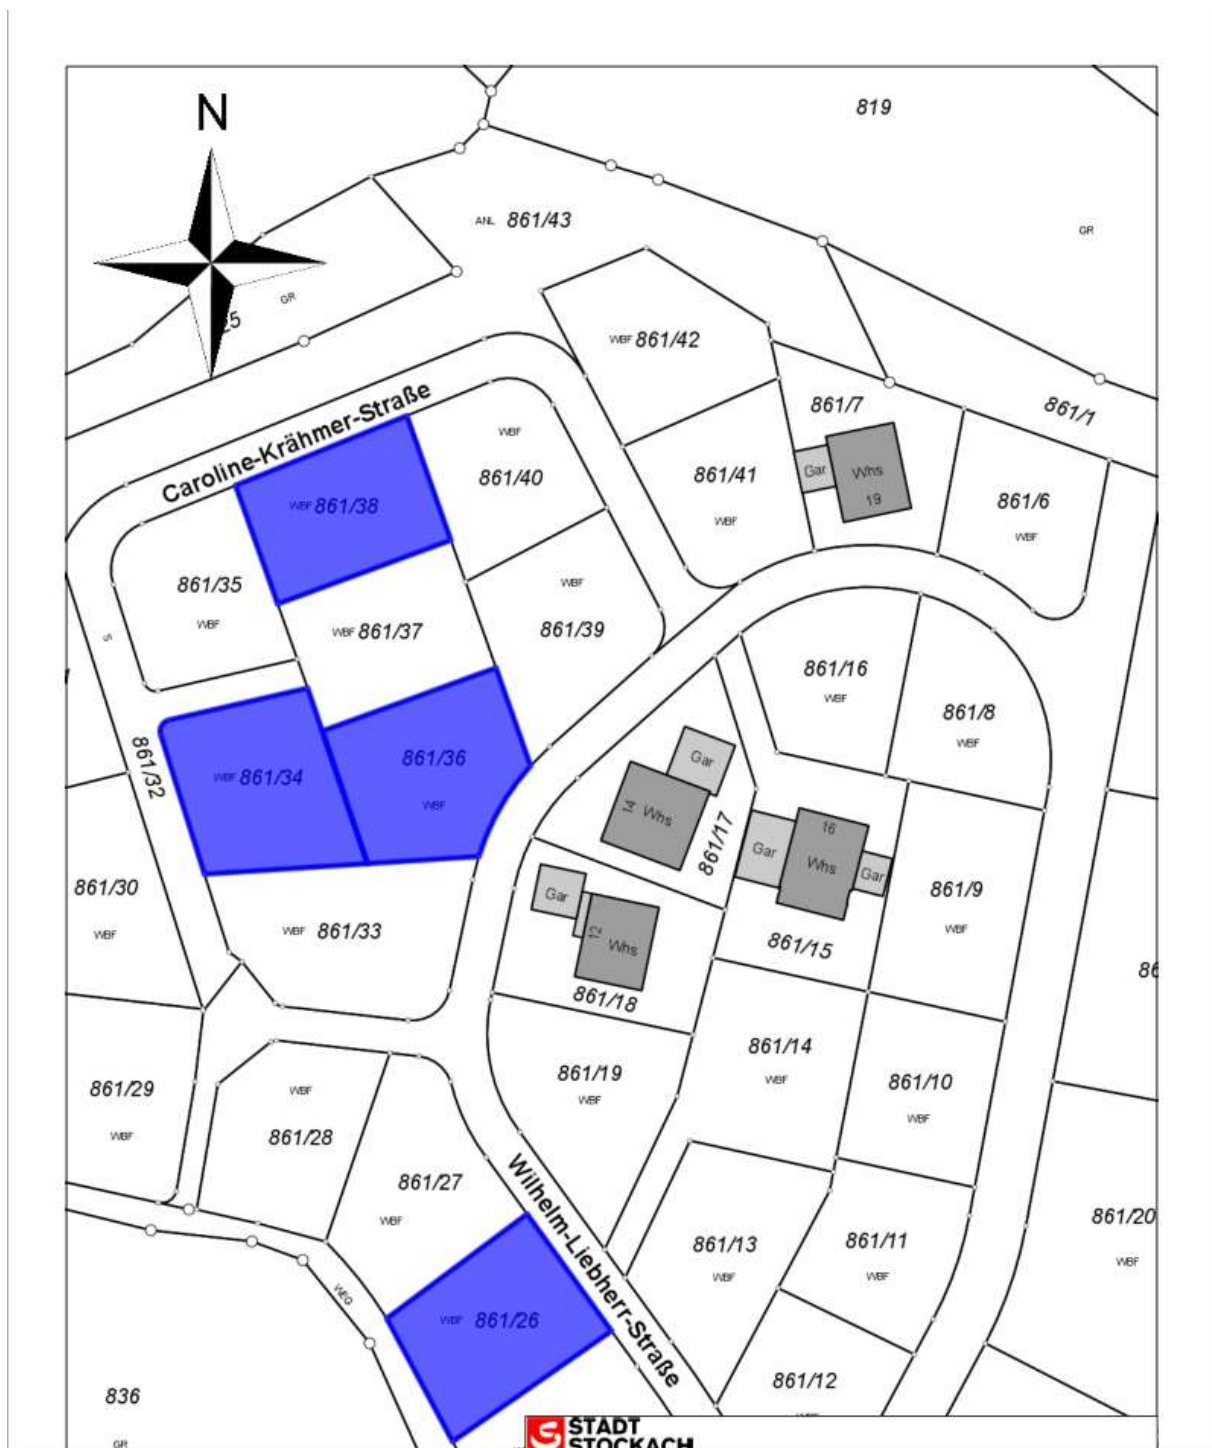 N
819
ANL 861/43
GR
GR
25
WBF 861/42
861/7
861/1
Caroline-Krähmer-Straße
WBF
861/40
861/41
WBF
Gar
Whs
19
861/6
WBF
WBF 861/38
861/35
WBF
WBF 861/37
WBF
861/39
S
861/16
WBF
861/8
WBF
861/32
WBF 861/34
861/36
WBF
Gar
14
Whs
861/17
16
Gar
Whs
Gar
861/30
WBF
WBF 861/33
Gar
12
Whs
861/18
861/15
861/9
WBF
86
861/29
WBF
WBF
861/28
861/19
WBF
861/14
WBF
861/10
WBF
861/27
WBF
Wilhelm-Liebherr-Straße
861/13
WBF
861/11
WBF
861/20
WBF
WEG
WBF 861/26
861/12
836
GR
STADT
STOCKACH